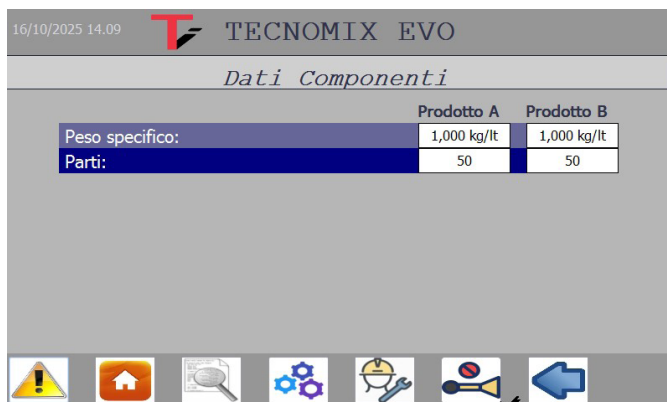 16/10/2025 14.09 TECNOMIX EVO
Dati Componenti
Prodotto A Prodotto B
Peso specifico: 1,000 kg/lt 1,000 kg/lt
Parti: 50 50